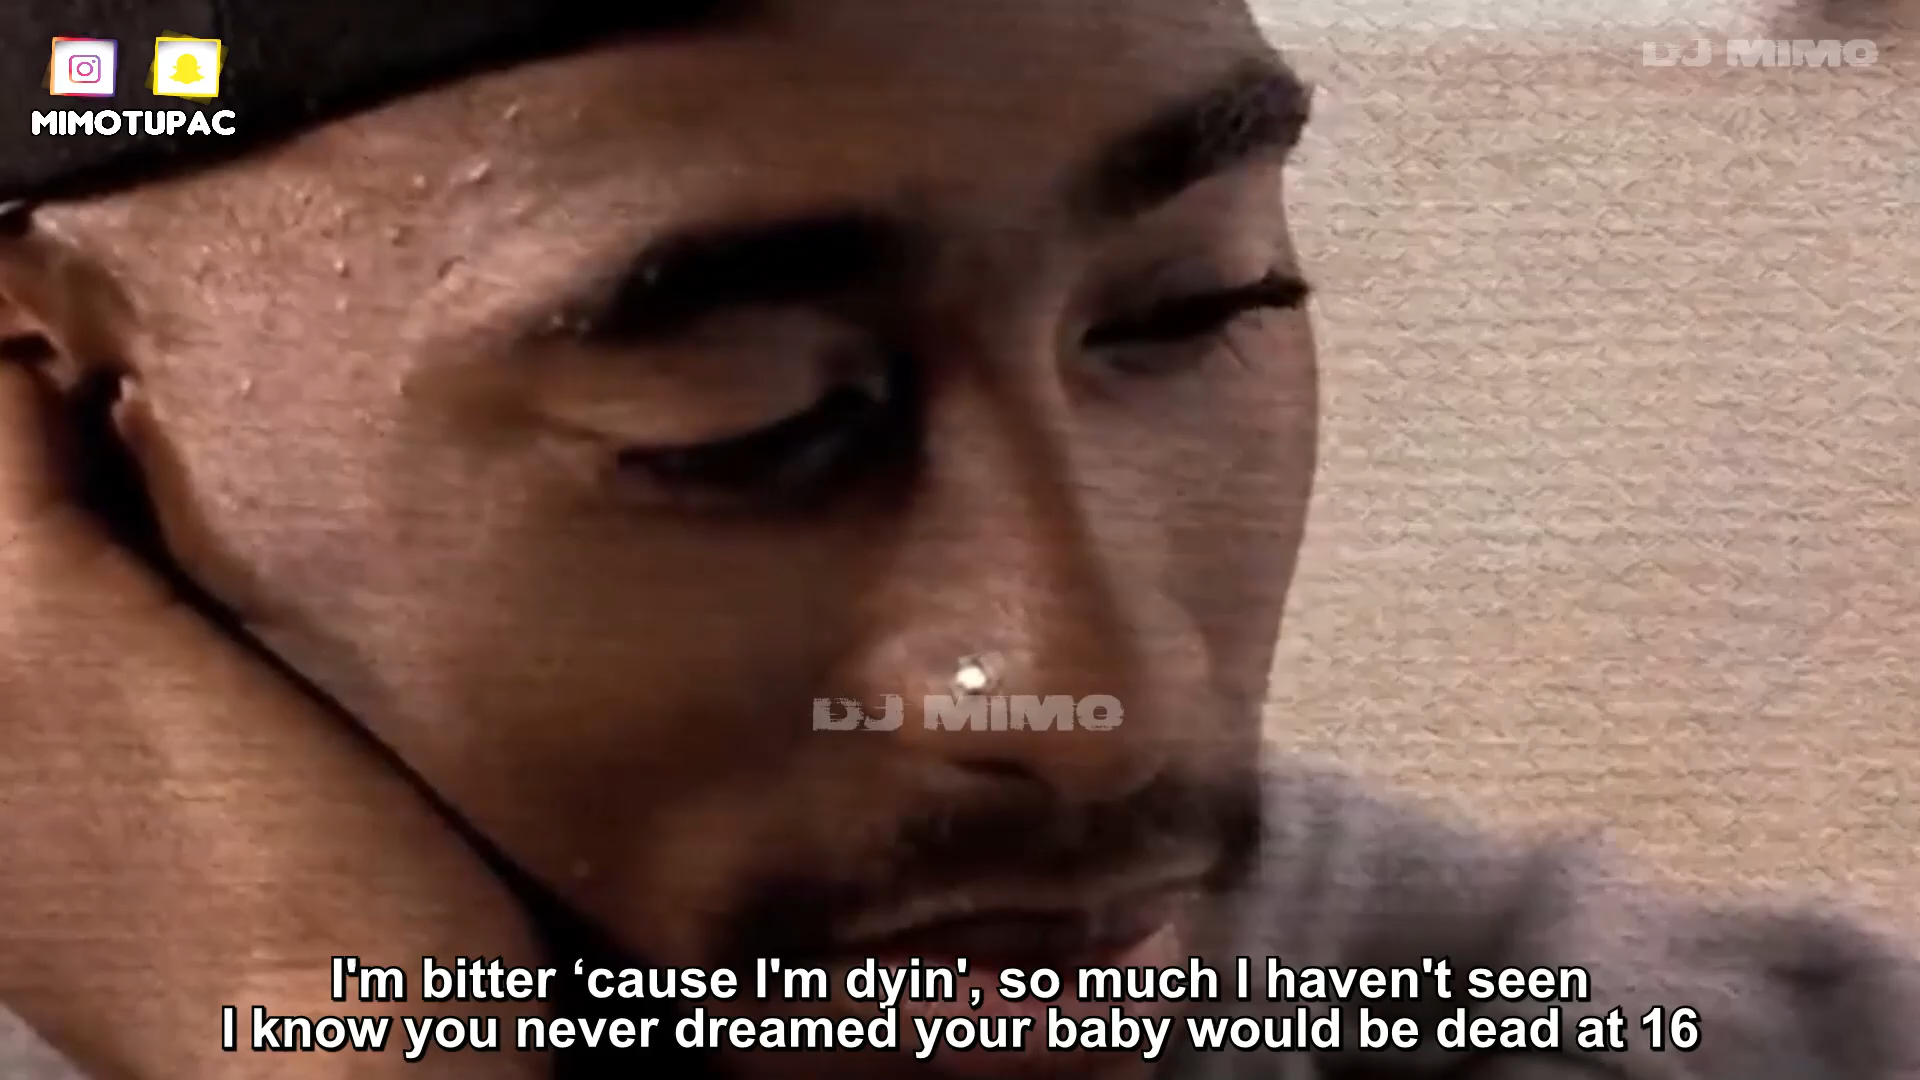 MIMOTUPAC
DJ MIMO
DJ MIMO
I'm bitter ‘cause I'm dyin', so much I haven't seen
I know you never dreamed your baby would be dead at 16